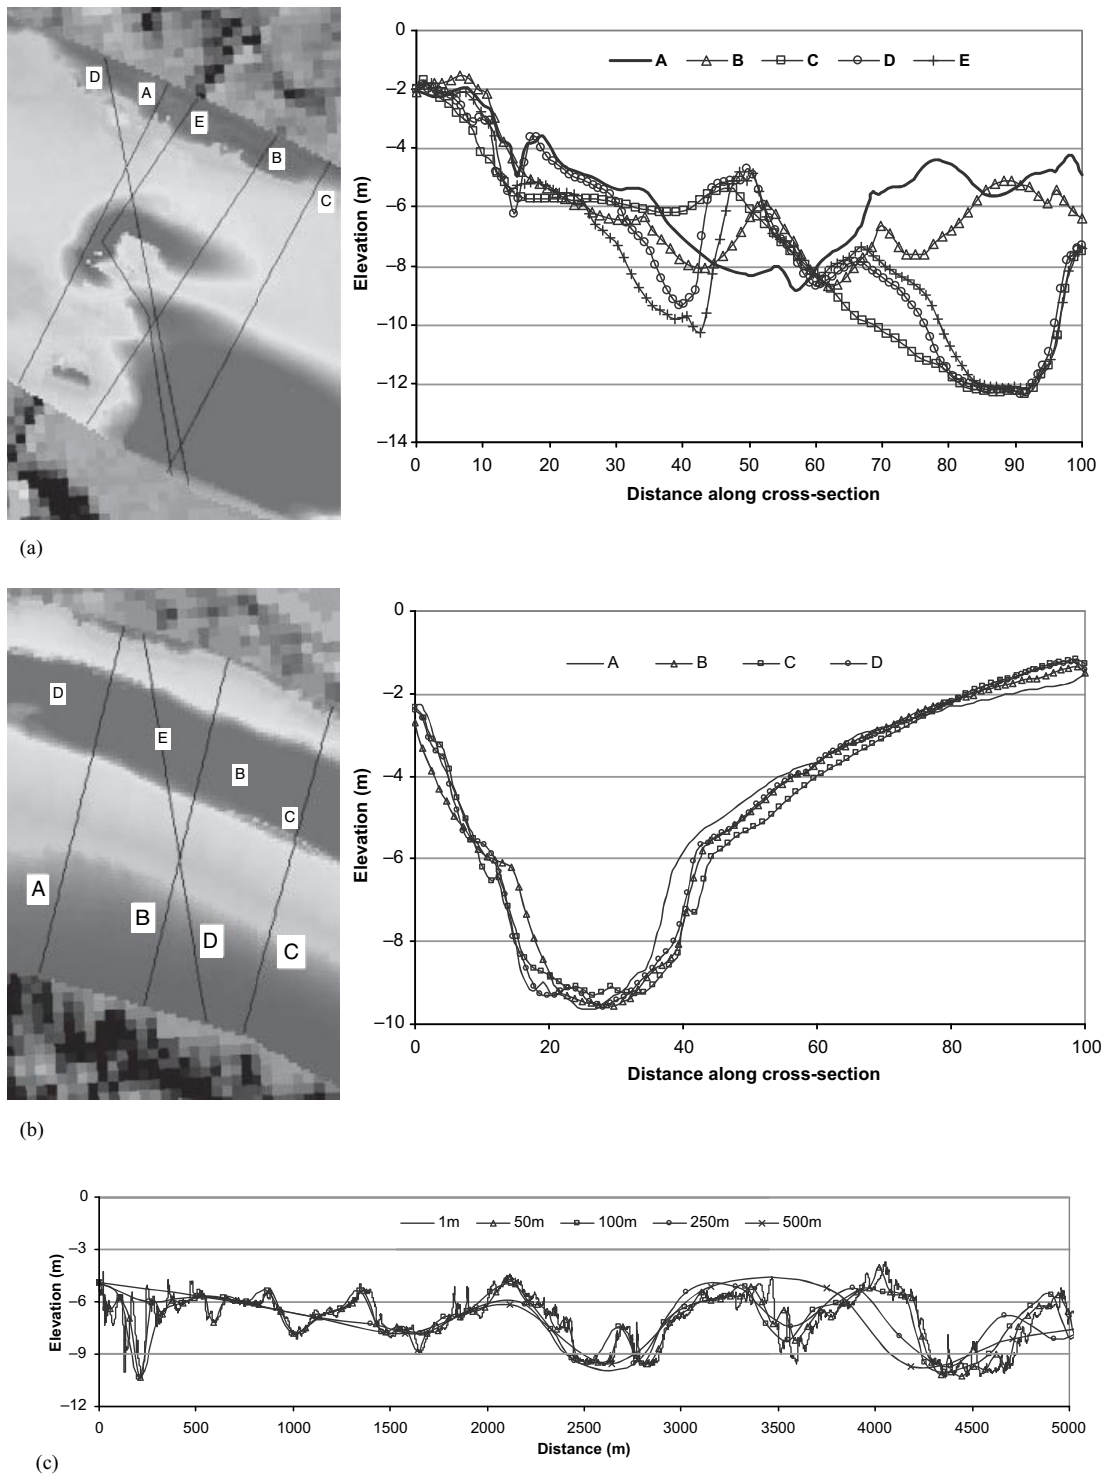 D
A
E
B
C
0
–2
–4
–6
–8
–10
–12
–14
Elevation (m)
A B C D E
0 10 20 30 40 50 60 70 80 90 100
Distance along cross-section
(a)
D
E
B
C
A
B
D
C
0
–2
–4
–6
–8
–10
Elevation (m)
A B C D
0 20 40 60 80 100
Distance along cross-section
(b)
0
–3
–6
–9
–12
Elevation (m)
1m 50m 100m 250m 500m
0 500 1000 1500 2000 2500 3000 3500 4000 4500 5000
Distance (m)
(c)